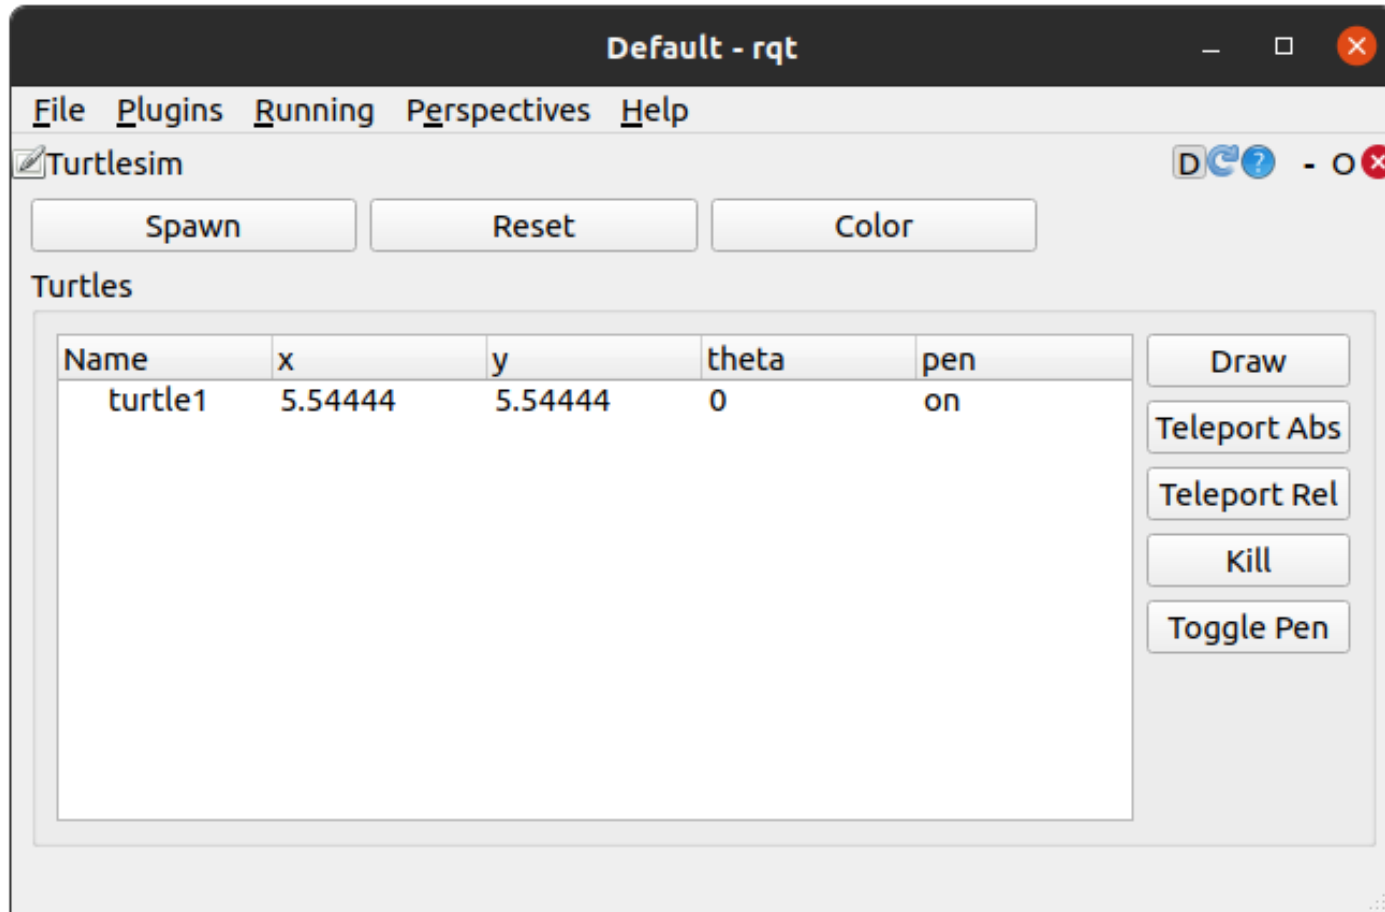 Default - rqt
File Plugins Running Perspectives Help
Turtlesim D ? - O
Spawn Reset Color
Turtles
Name x y theta pen Draw
turtle1 5.54444 5.54444 0 on
Teleport Abs
Teleport Rel
Kill
Toggle Pen